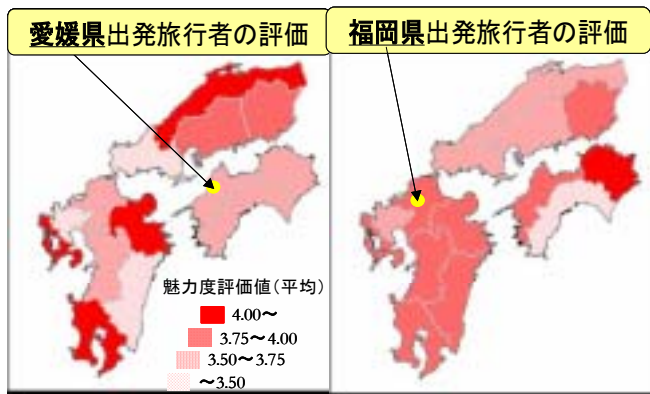 愛媛県出発旅行者の評価
福岡県出発旅行者の評価
魅力度評価値(平均)
4.00～
3.75～4.00
3.50～3.75
～3.50